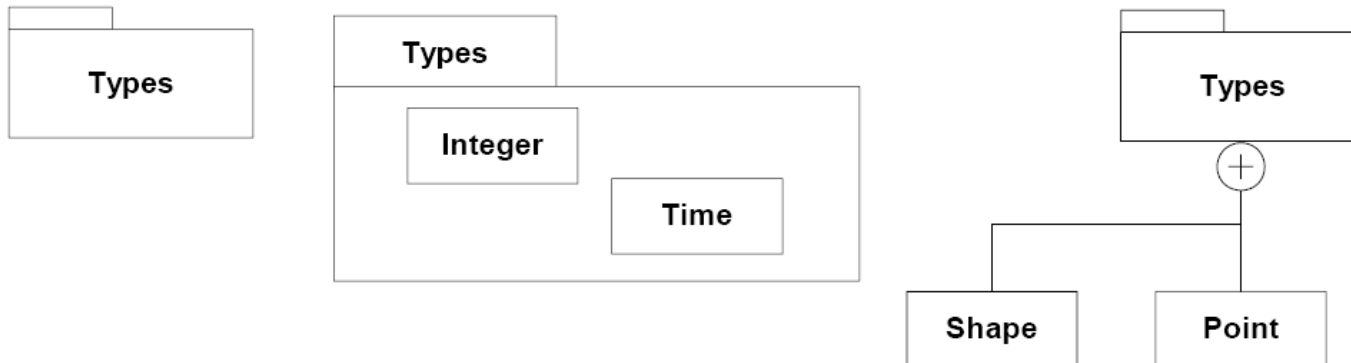 Types
Types
Integer
Time
Types
Shape
Point